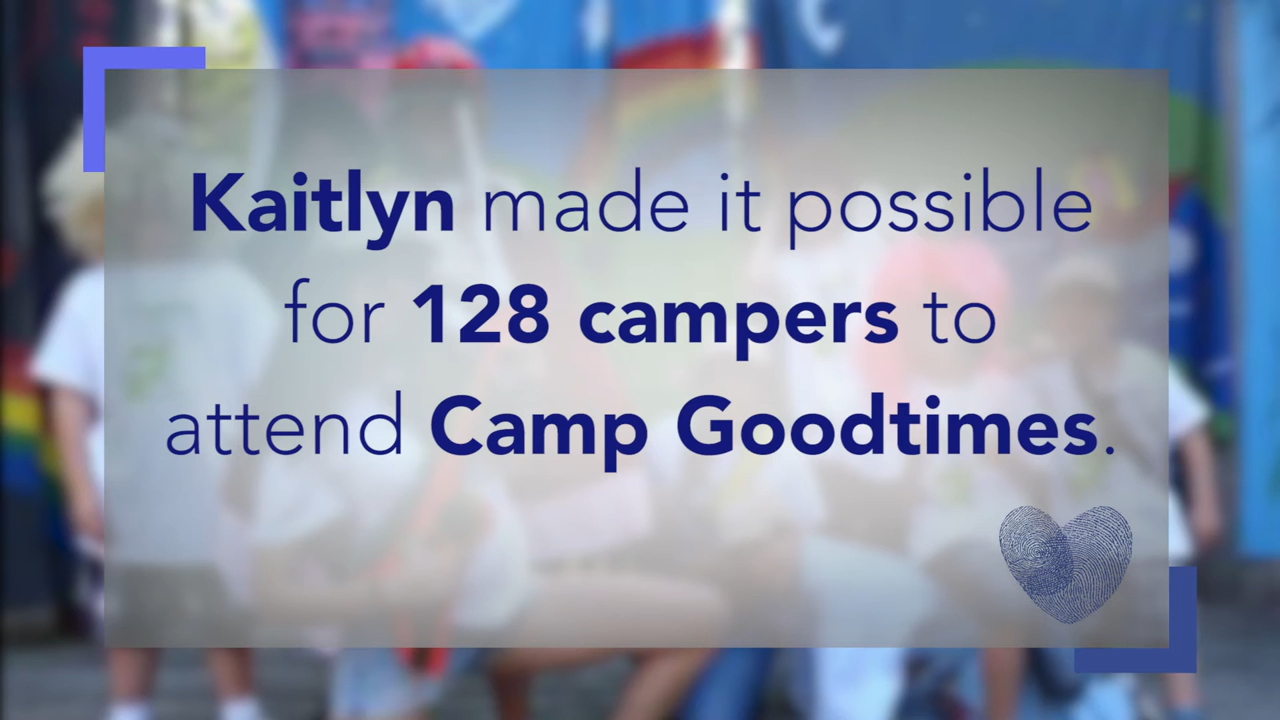 Kaitlyn made it possible
for 128 campers to
attend Camp Goodtimes.